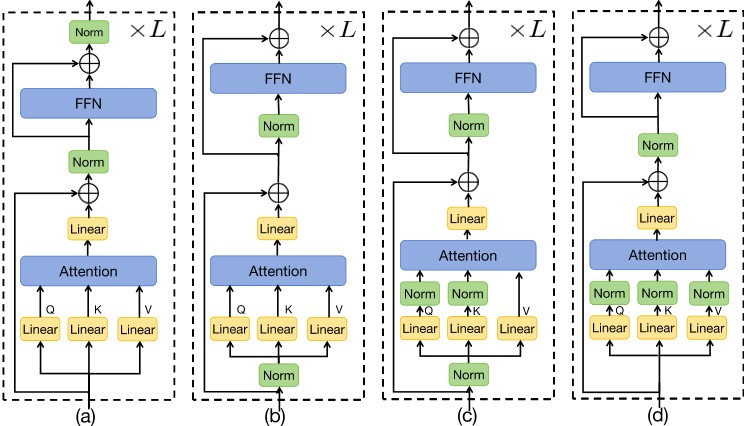 Norm
× L
FFN
Norm
Linear
Attention
Q K V
Linear Linear Linear
(a)
× L
FFN
Norm
Linear
Attention
Q K V
Linear Linear Linear
Norm
(b)
× L
FFN
Norm
Linear
Attention
Norm Norm
Q K V
Linear Linear Linear
Norm
(c)
× L
FFN
Norm
Linear
Attention
Norm Norm Norm
Q K V
Linear Linear Linear
(d)